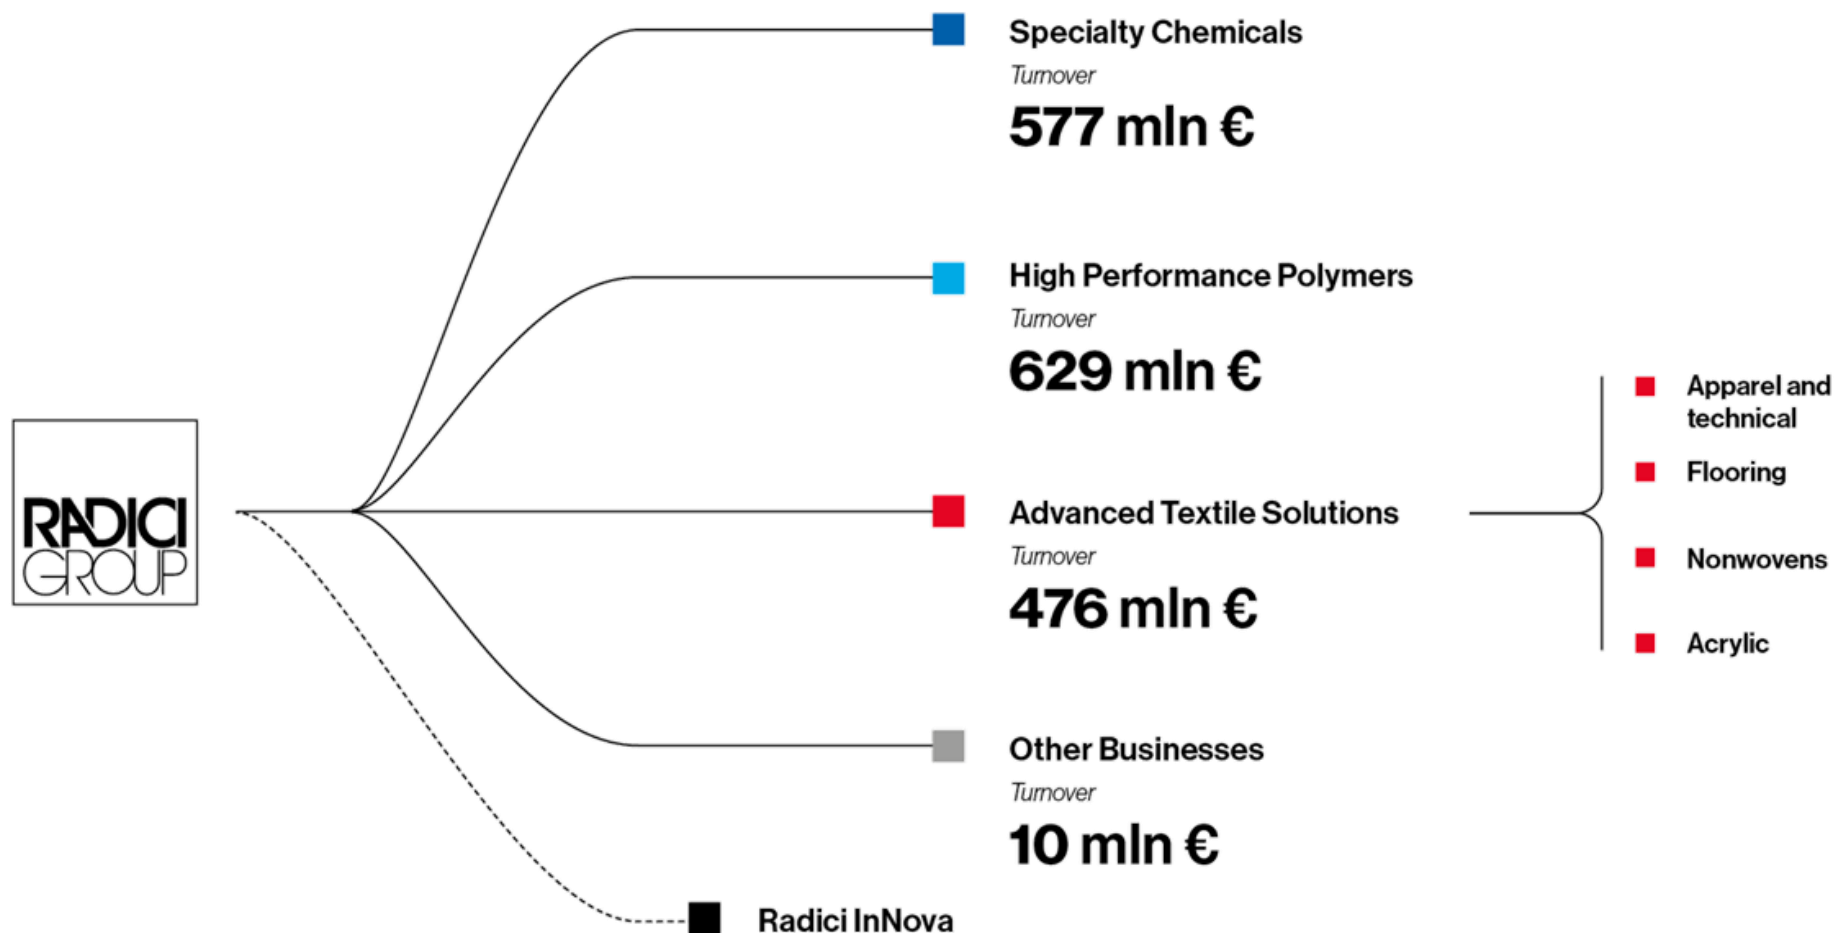 Specialty Chemicals
Turnover
577 mln €
High Performance Polymers
Turnover
629 mln €
RADICI
GROUP
Advanced Textile Solutions
Turnover
476 mln €
Apparel and
technical
Flooring
Nonwovens
Acrylic
Other Businesses
Turnover
10 mln €
Radici InNova